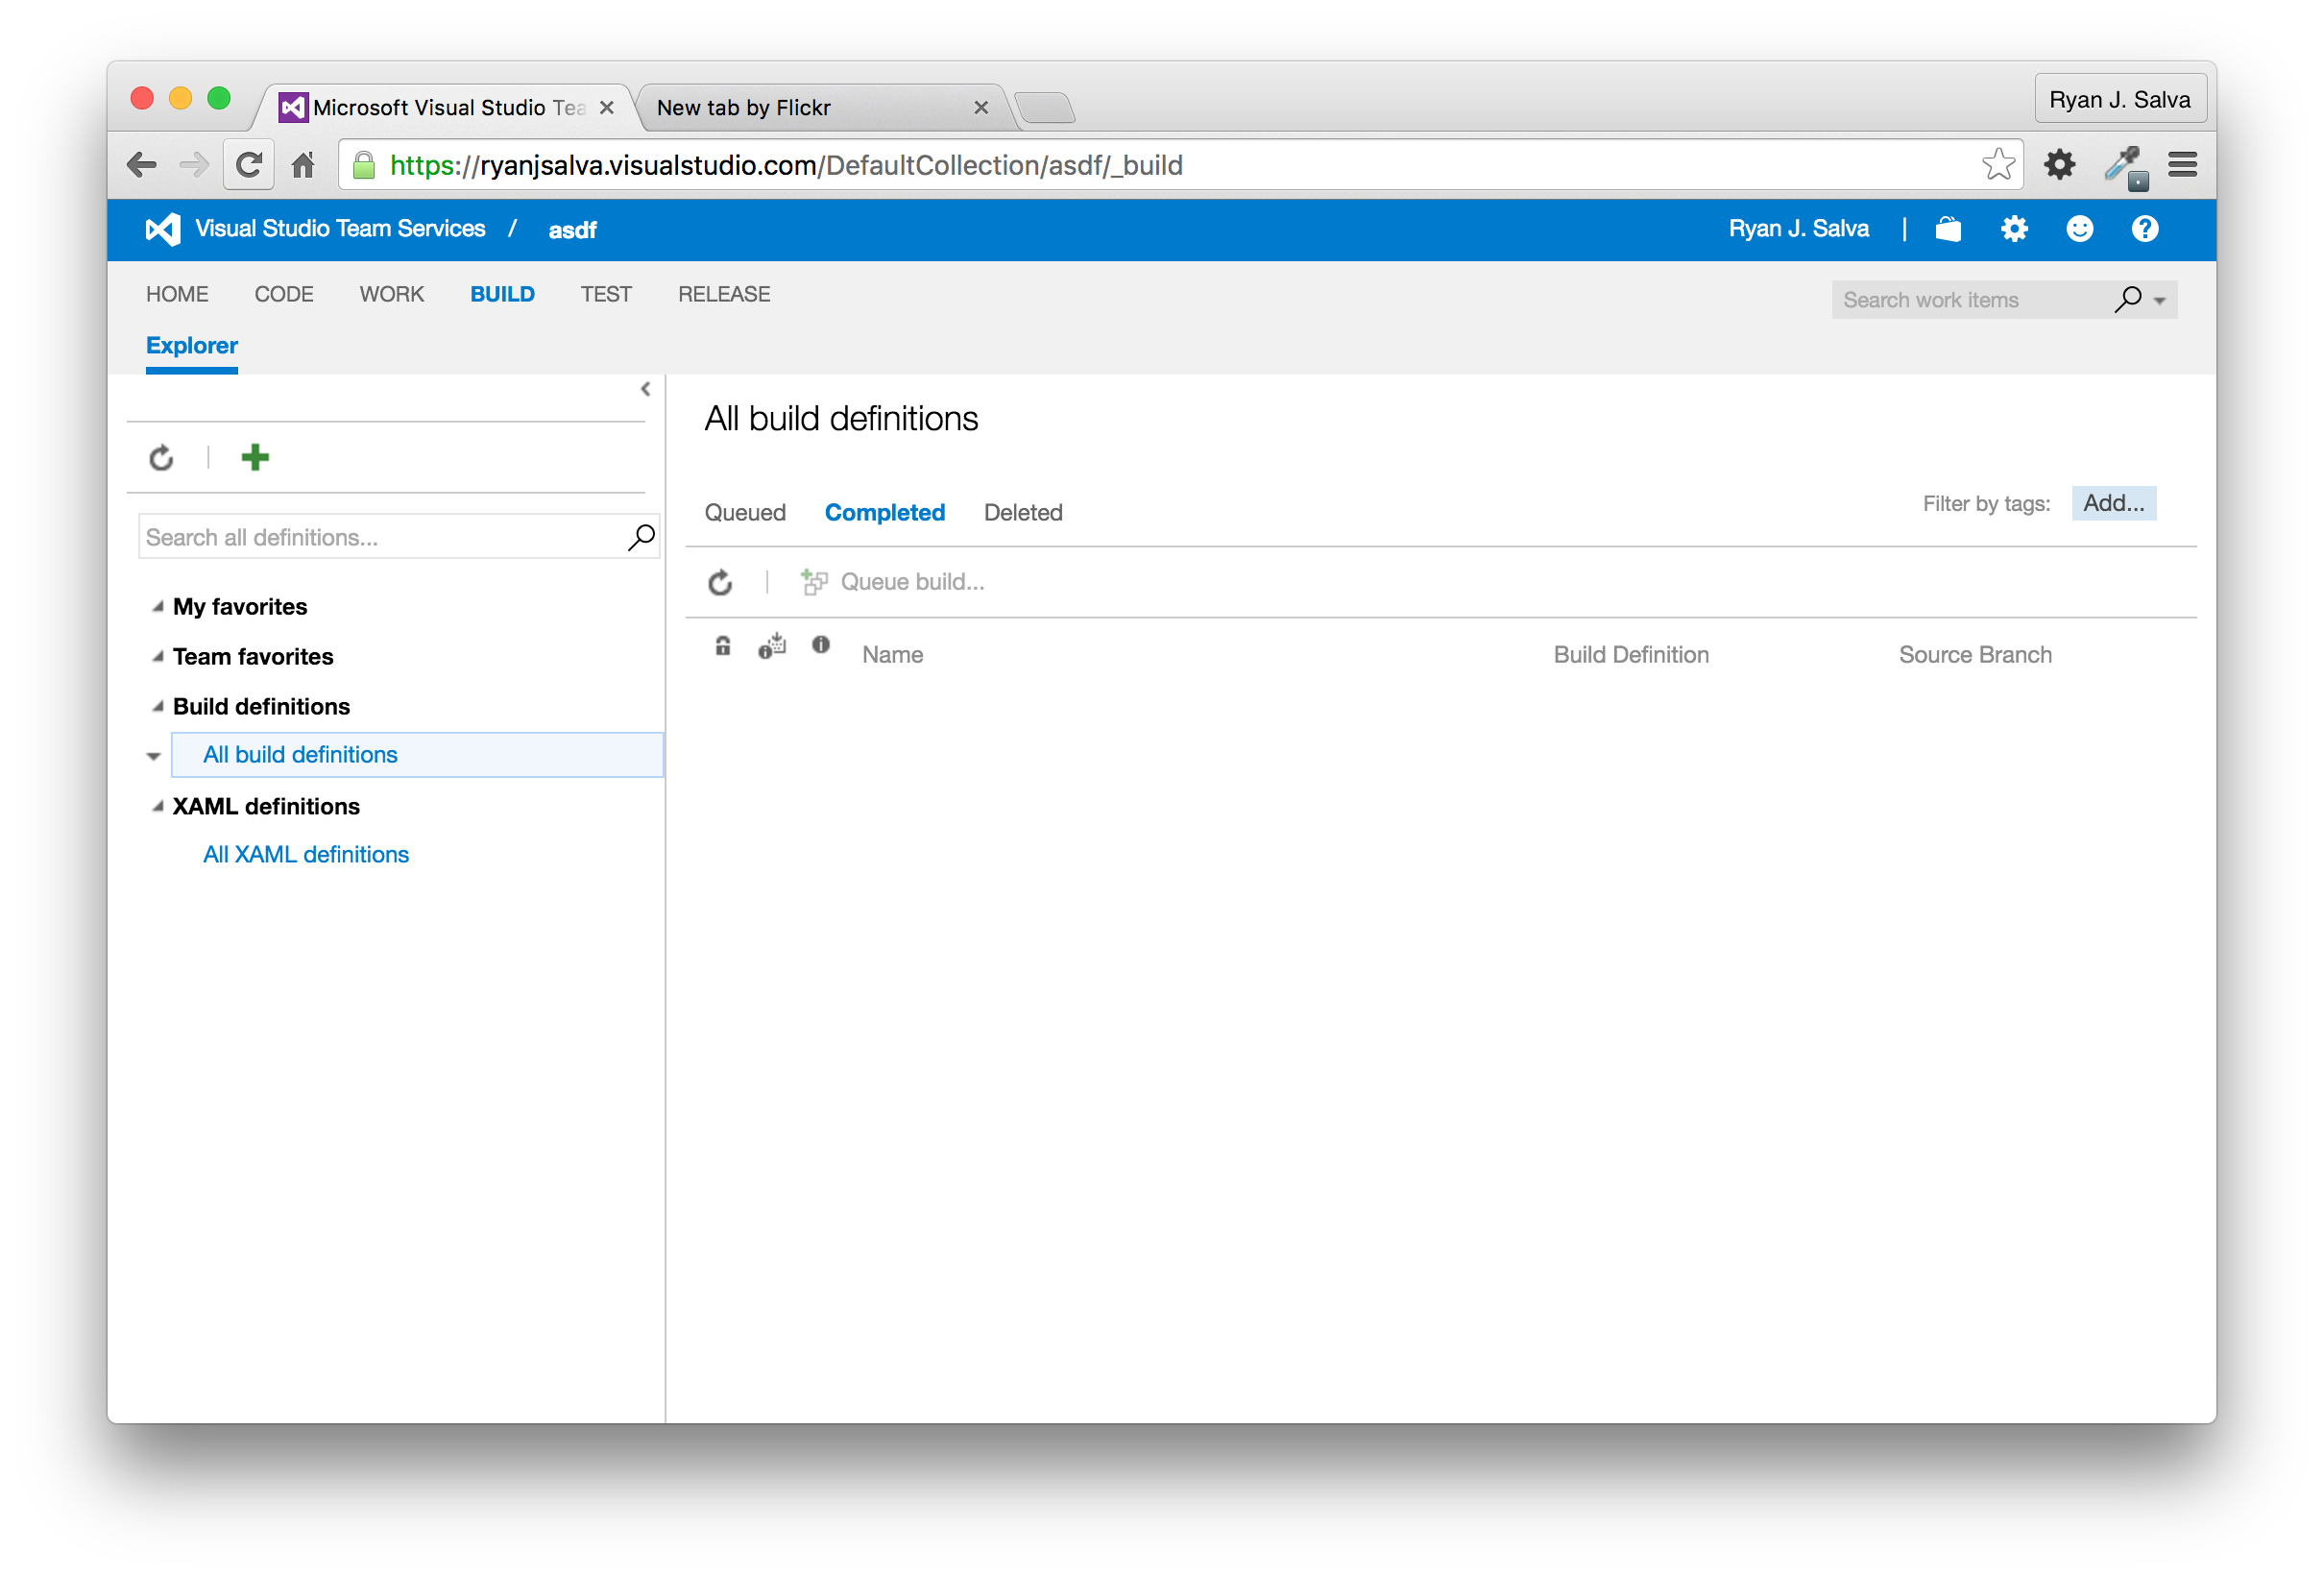 Microsoft Visual Studio Tea
New tab by Flickr
Ryan J. Salva
https://ryanjsalva.visualstudio.com/DefaultCollection/asdf/_build
Visual Studio Team Services / asdf
Ryan J. Salva |
HOME CODE WORK BUILD TEST RELEASE
Search work items
Explorer
All build definitions
Queued Completed Deleted
Filter by tags: Add...
Search all definitions...
Queue build...
My favorites
Team favorites
Build definitions
All build definitions
XAML definitions
All XAML definitions
Name Build Definition Source Branch